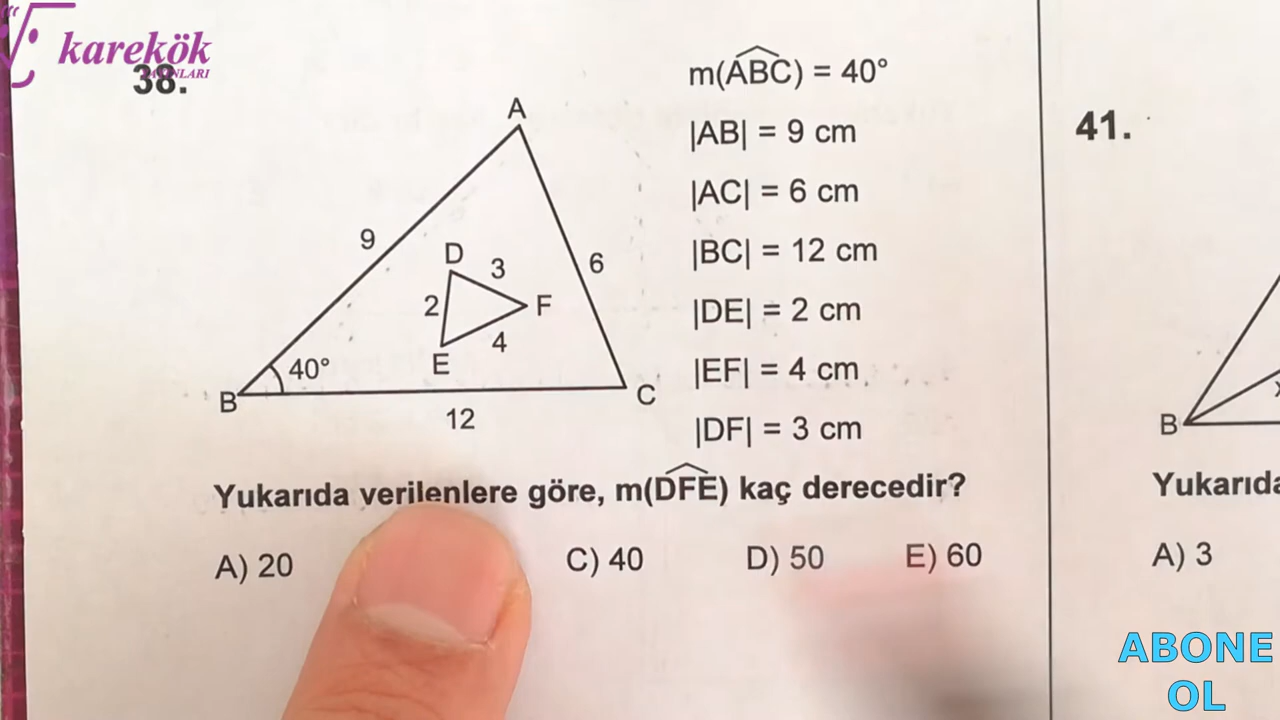 karekök
YAYINLARI
38.
A
9
6
D
3
2
F
4
E
40°
B
C
12
m(ABC) = 40°
|AB| = 9 cm
|AC| = 6 cm
|BC| = 12 cm
|DE| = 2 cm
|EF| = 4 cm
|DF| = 3 cm
Yukarıda verilenlere göre, m(DFE) kaç derecedir?
A) 20
C) 40
D) 50
E) 60
41.
B
Yukarıda
A) 3
ABONE
OL